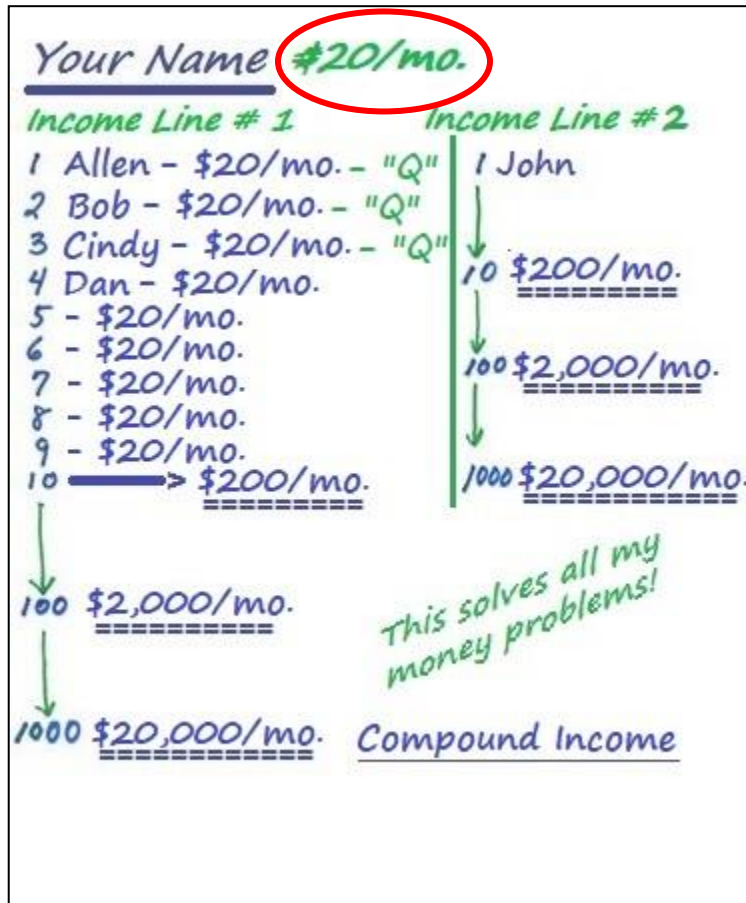 Your Name $20/mo.
Income Line # 1
1 Allen - $20/mo. - "Q"
2 Bob - $20/mo. - "Q"
3 Cindy - $20/mo. - "Q"
4 Dan - $20/mo.
5 - $20/mo.
6 - $20/mo.
7 - $20/mo.
8 - $20/mo.
9 - $20/mo.
10 $200/mo.
100 $2,000/mo.
1000 $20,000/mo.
Income Line # 2
1 John
10 $200/mo.
100 $2,000/mo.
1000 $20,000/mo.
This solves all my
money problems!
Compound Income